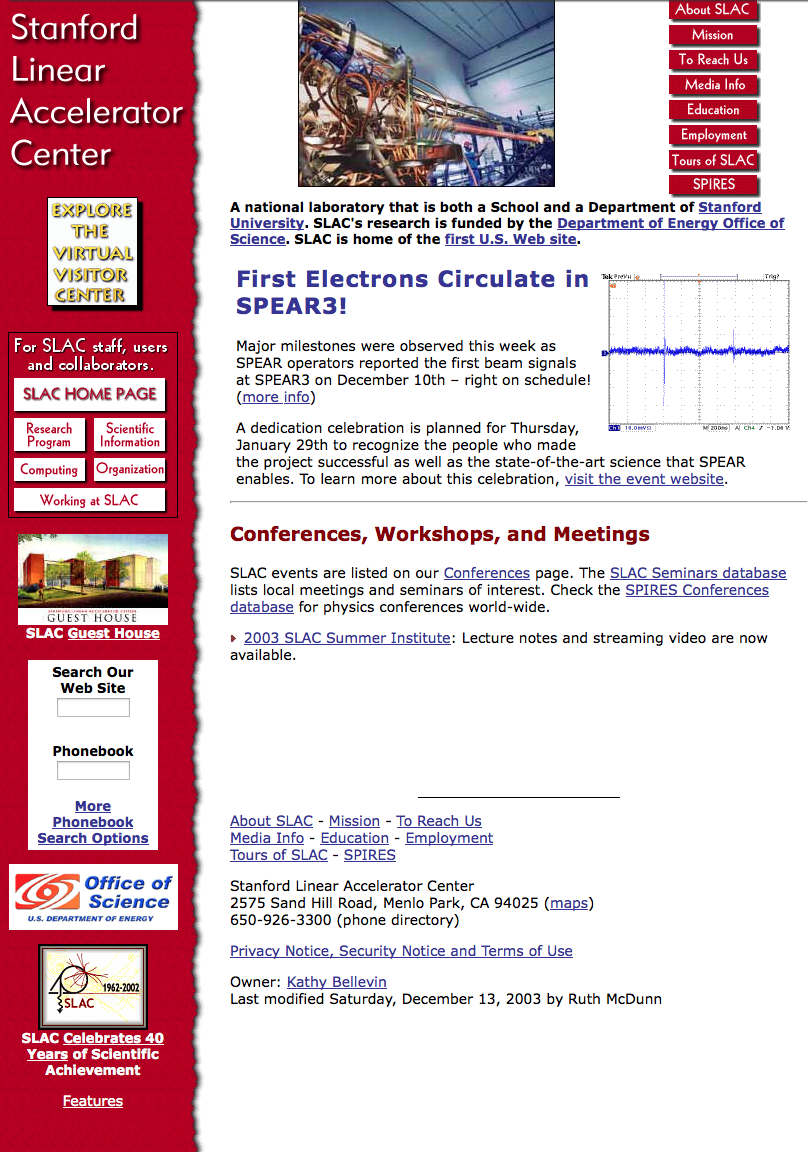 Stanford
Linear
Accelerator
Center
EXPLORE
THE
VIRTUAL
VISITOR
CENTER
For SLAC staff, users
and collaborators.
SLAC HOME PAGE
Research
Program
Scientific
Information
Computing
Organization
Working at SLAC
GUEST HOUSE
SLAC Guest House
Search Our
Web Site
Phonebook
More
Phonebook
Search Options
Office of
Science
U.S. DEPARTMENT OF ENERGY
1962-2002
SLAC
SLAC Celebrates 40
Years of Scientific
Achievement
Features
About SLAC
Mission
To Reach Us
Media Info
Education
Employment
Tours of SLAC
SPIRES
A national laboratory that is both a School and a Department of Stanford
University. SLAC's research is funded by the Department of Energy Office of
Science. SLAC is home of the first U.S. Web site.
First Electrons Circulate in
SPEAR3!
Tek PreVu
Trig?
Major milestones were observed this week as
SPEAR operators reported the first beam signals
at SPEAR3 on December 10th – right on schedule!
(more info)
Ch1 10.0mVΩ M 200ns A Ch4
A dedication celebration is planned for Thursday,
January 29th to recognize the people who made
the project successful as well as the state-of-the-art science that SPEAR
enables. To learn more about this celebration, visit the event website.
Conferences, Workshops, and Meetings
SLAC events are listed on our Conferences page. The SLAC Seminars database
lists local meetings and seminars of interest. Check the SPIRES Conferences
database for physics conferences world-wide.
2003 SLAC Summer Institute: Lecture notes and streaming video are now
available.
About SLAC - Mission - To Reach Us
Media Info - Education - Employment
Tours of SLAC - SPIRES
Stanford Linear Accelerator Center
2575 Sand Hill Road, Menlo Park, CA 94025 (maps)
650-926-3300 (phone directory)
Privacy Notice, Security Notice and Terms of Use
Owner: Kathy Bellevin
Last modified Saturday, December 13, 2003 by Ruth McDunn